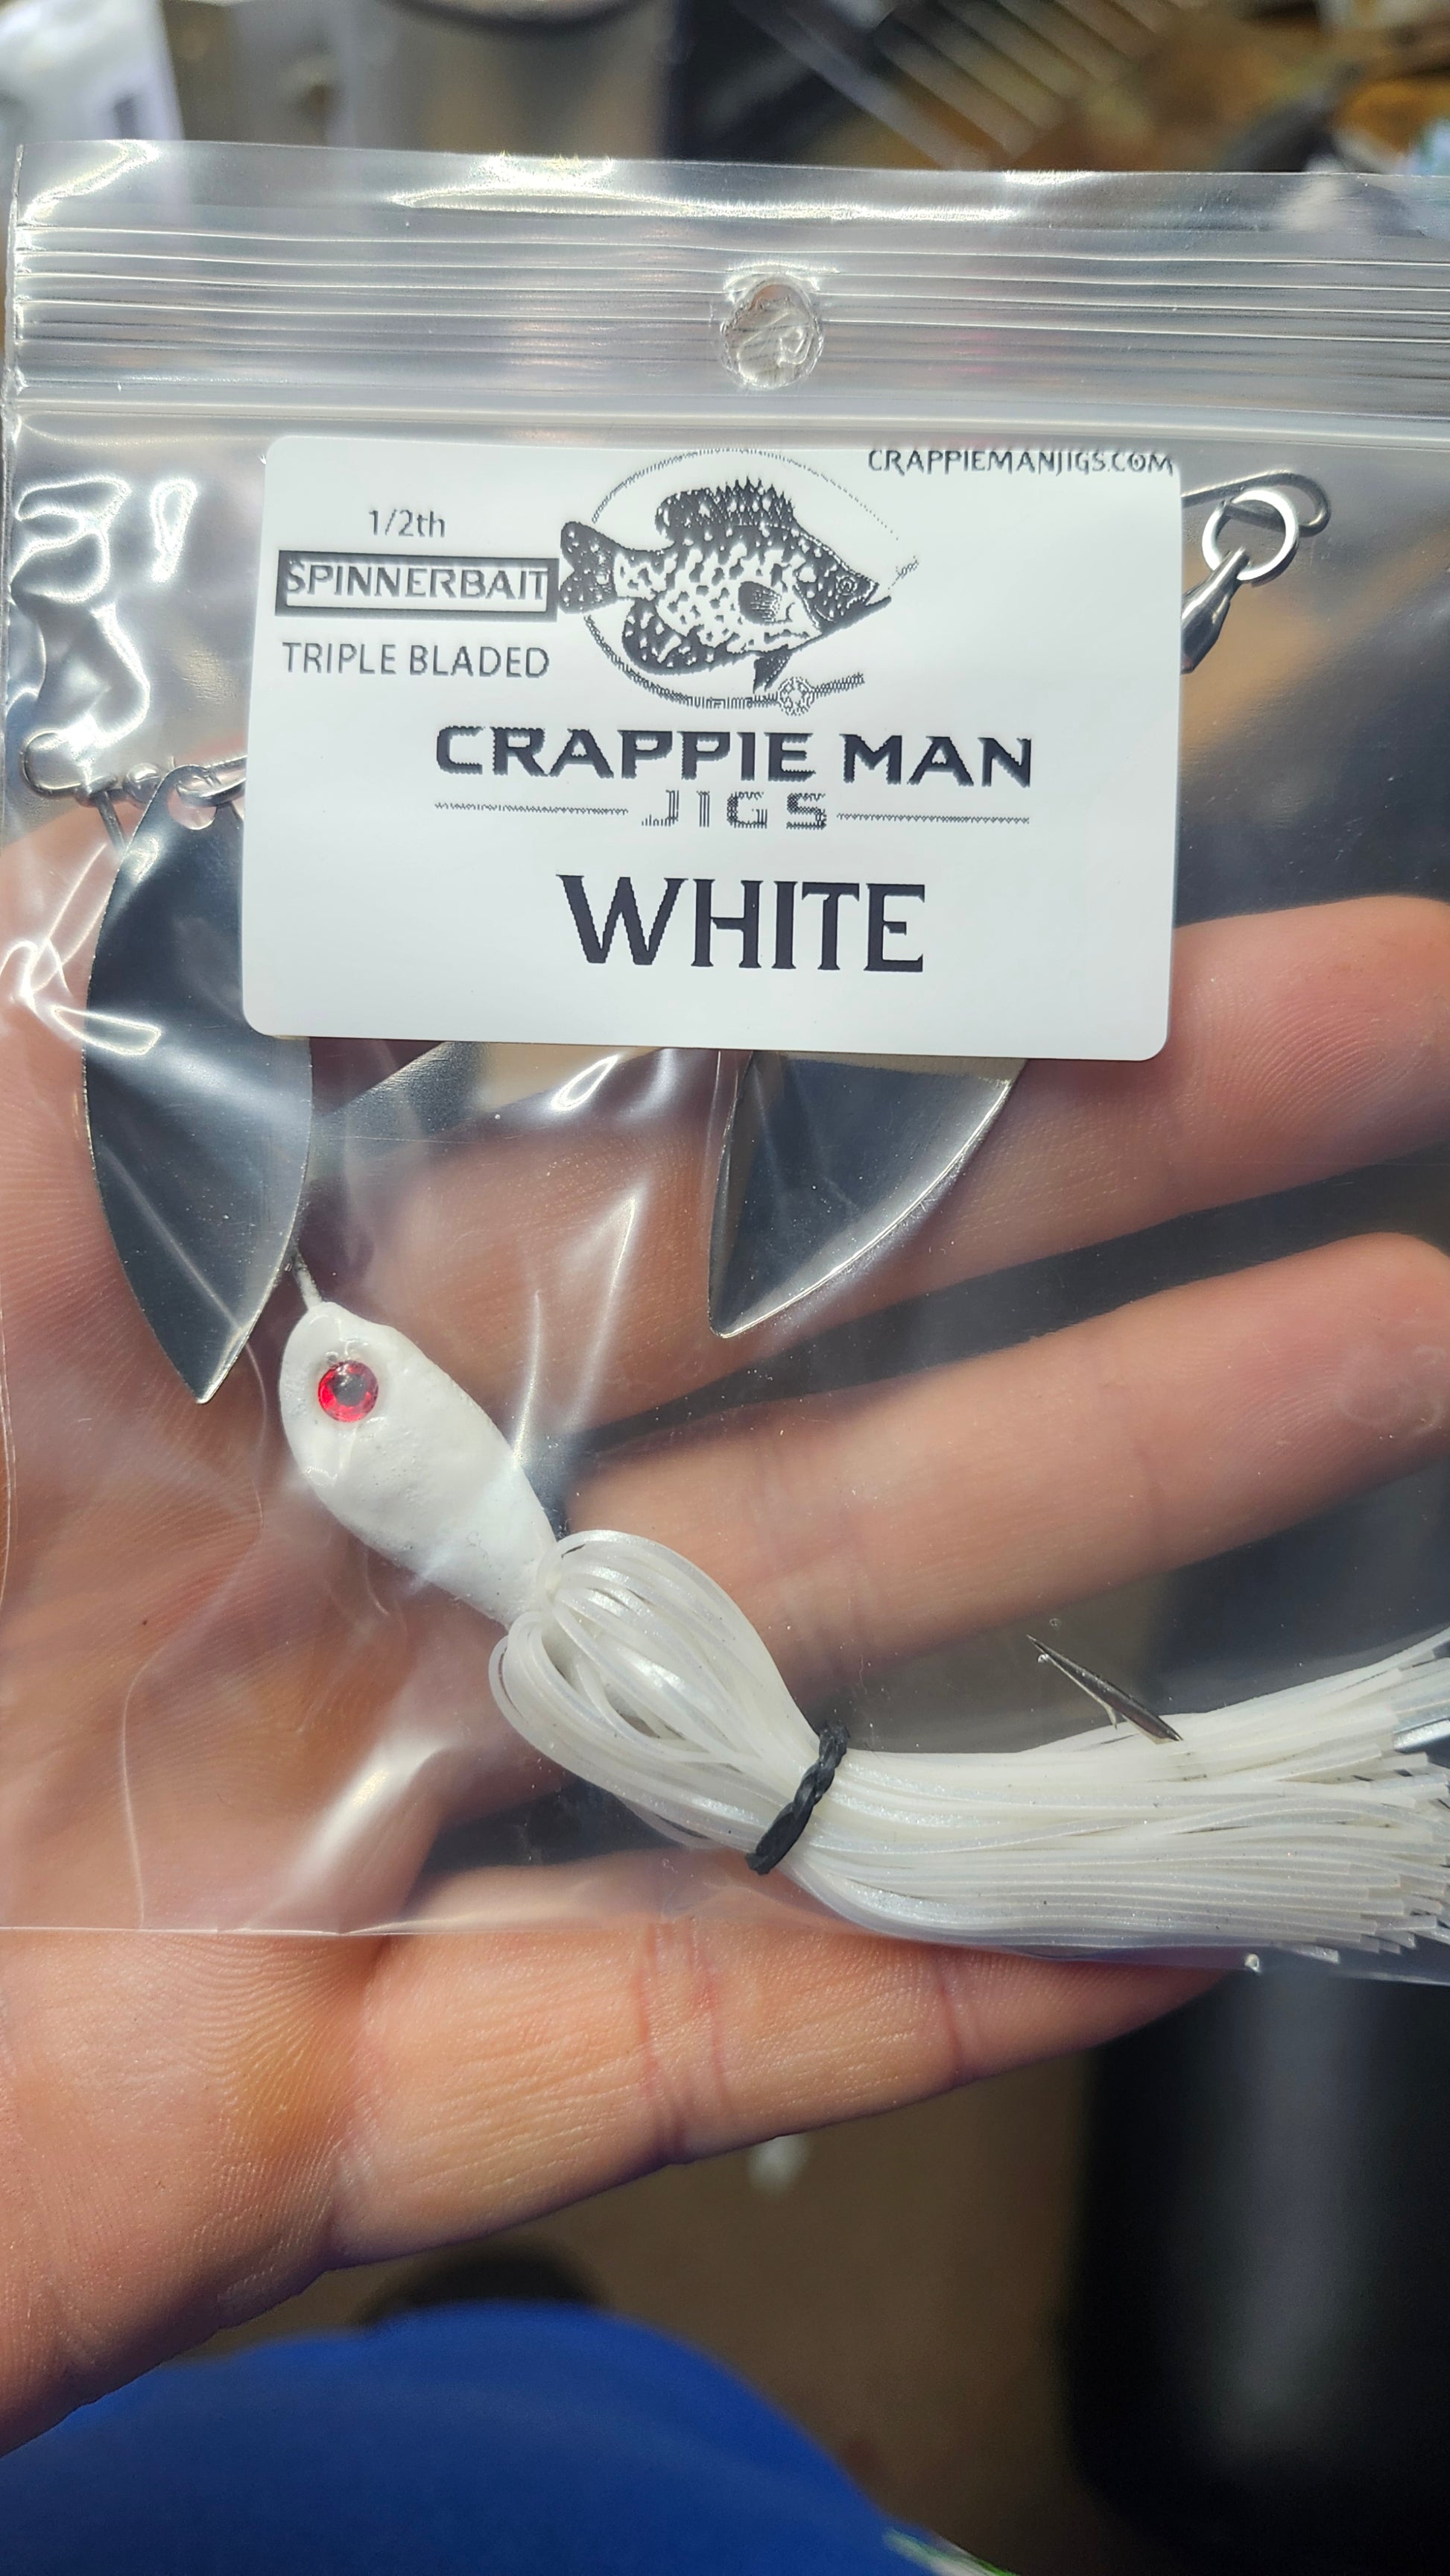 CRAPPIEMANJIGS.COM
1/2th
SPINNERBAIT
TRIPLE BLADED
CRAPPIE MAN
JIGS
WHITE